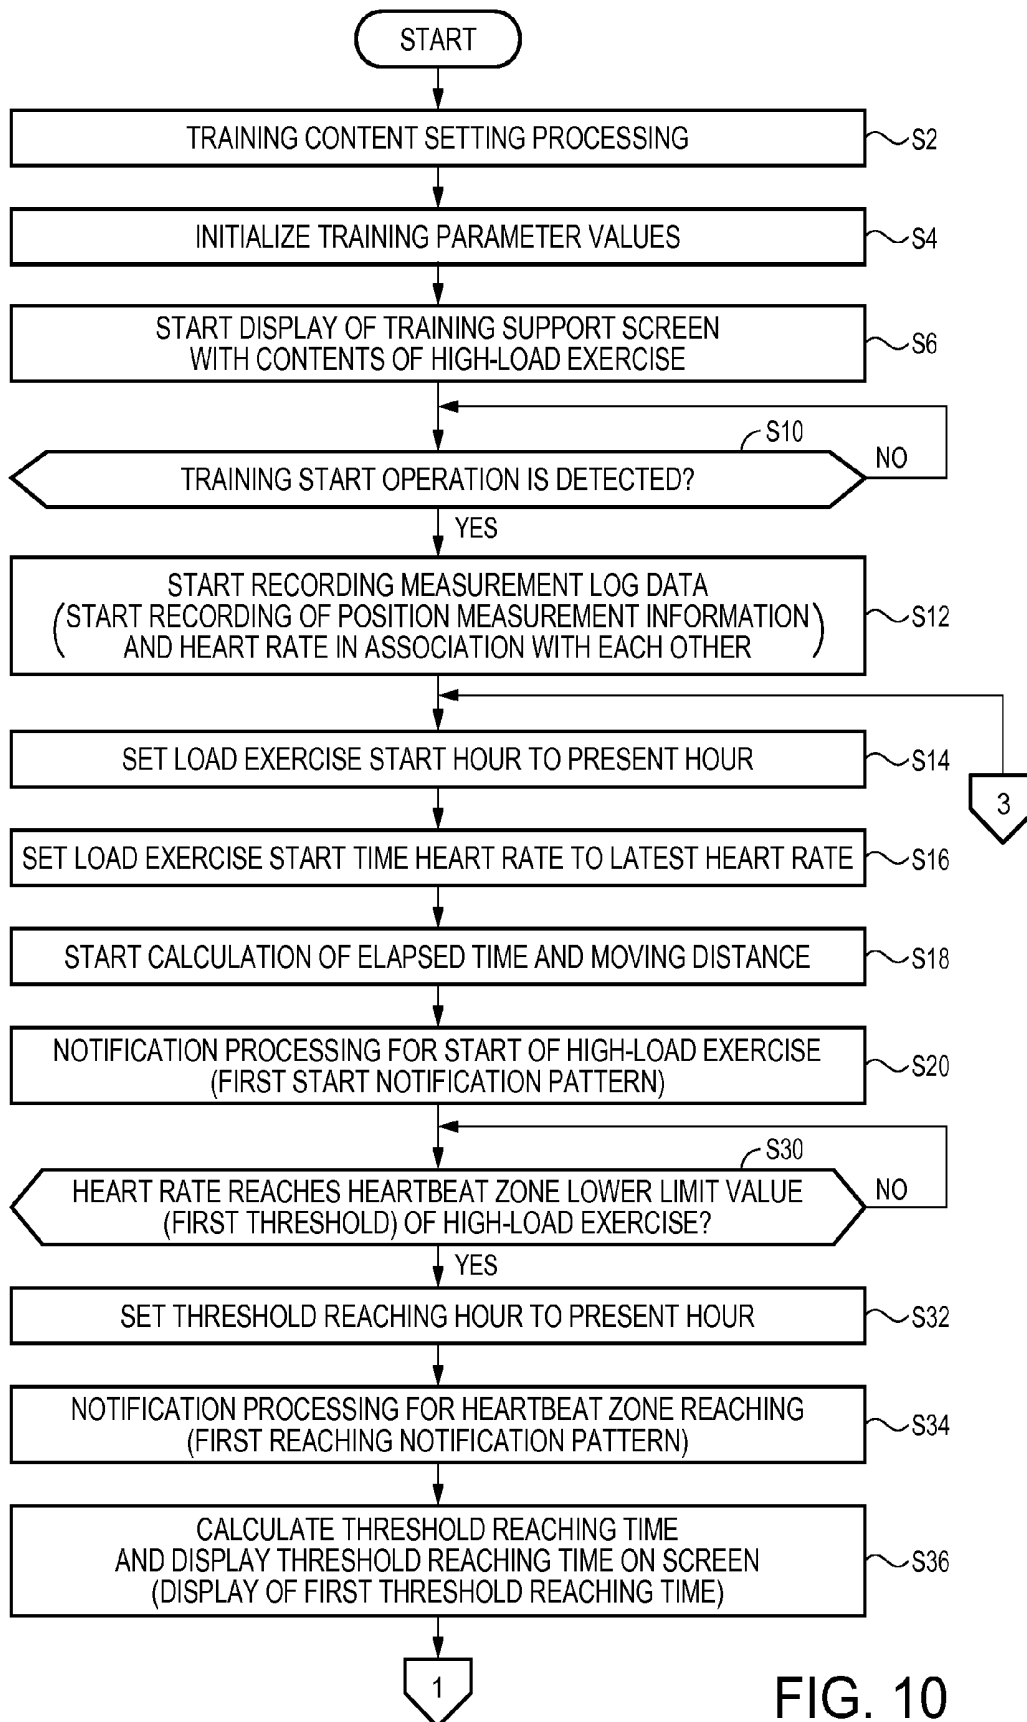 START
TRAINING CONTENT SETTING PROCESSING
S2
INITIALIZE TRAINING PARAMETER VALUES
S4
START DISPLAY OF TRAINING SUPPORT SCREEN
WITH CONTENTS OF HIGH-LOAD EXERCISE
S6
S10
TRAINING START OPERATION IS DETECTED?
NO
YES
START RECORDING MEASUREMENT LOG DATA
(START RECORDING OF POSITION MEASUREMENT INFORMATION
AND HEART RATE IN ASSOCIATION WITH EACH OTHER)
S12
SET LOAD EXERCISE START HOUR TO PRESENT HOUR
S14
3
SET LOAD EXERCISE START TIME HEART RATE TO LATEST HEART RATE
S16
START CALCULATION OF ELAPSED TIME AND MOVING DISTANCE
S18
NOTIFICATION PROCESSING FOR START OF HIGH-LOAD EXERCISE
(FIRST START NOTIFICATION PATTERN)
S20
S30
HEART RATE REACHES HEARTBEAT ZONE LOWER LIMIT VALUE
(FIRST THRESHOLD) OF HIGH-LOAD EXERCISE?
NO
YES
SET THRESHOLD REACHING HOUR TO PRESENT HOUR
S32
NOTIFICATION PROCESSING FOR HEARTBEAT ZONE REACHING
(FIRST REACHING NOTIFICATION PATTERN)
S34
CALCULATE THRESHOLD REACHING TIME
AND DISPLAY THRESHOLD REACHING TIME ON SCREEN
(DISPLAY OF FIRST THRESHOLD REACHING TIME)
S36
1
FIG. 10